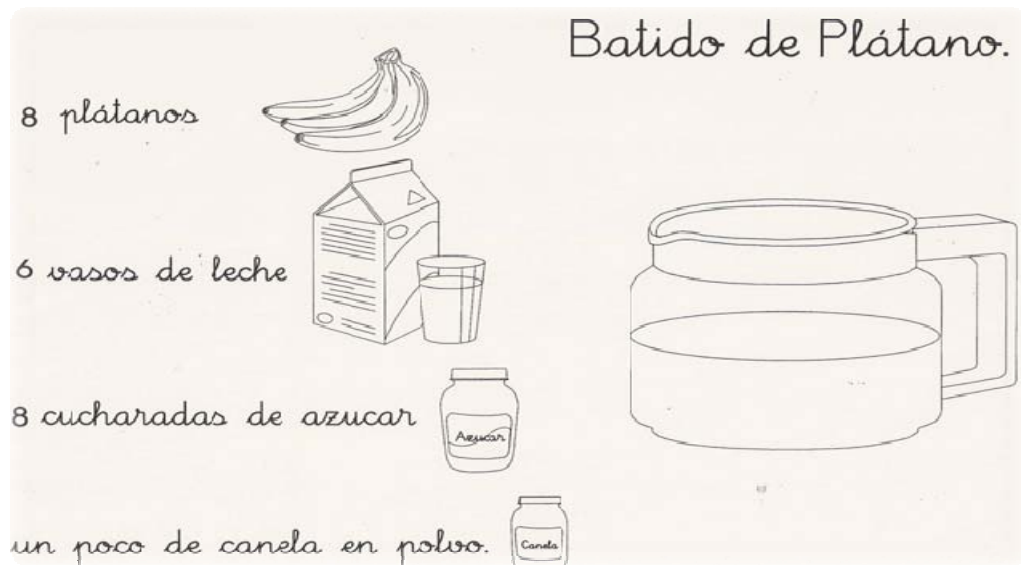 Batido de Plátano.
8 plátanos
6 vasos de leche
8 cucharadas de azucar
Azucar
un poco de canela en polvo.
Canela